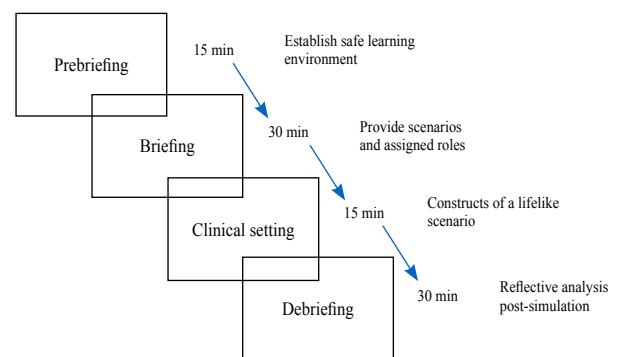 Prebriefing
15 min
Establish safe learning
environment
Briefing
30 min
Provide scenarios
and assigned roles
Clinical setting
15 min
Constructs of a lifelike
scenario
Debriefing
30 min
Reflective analysis
post-simulation